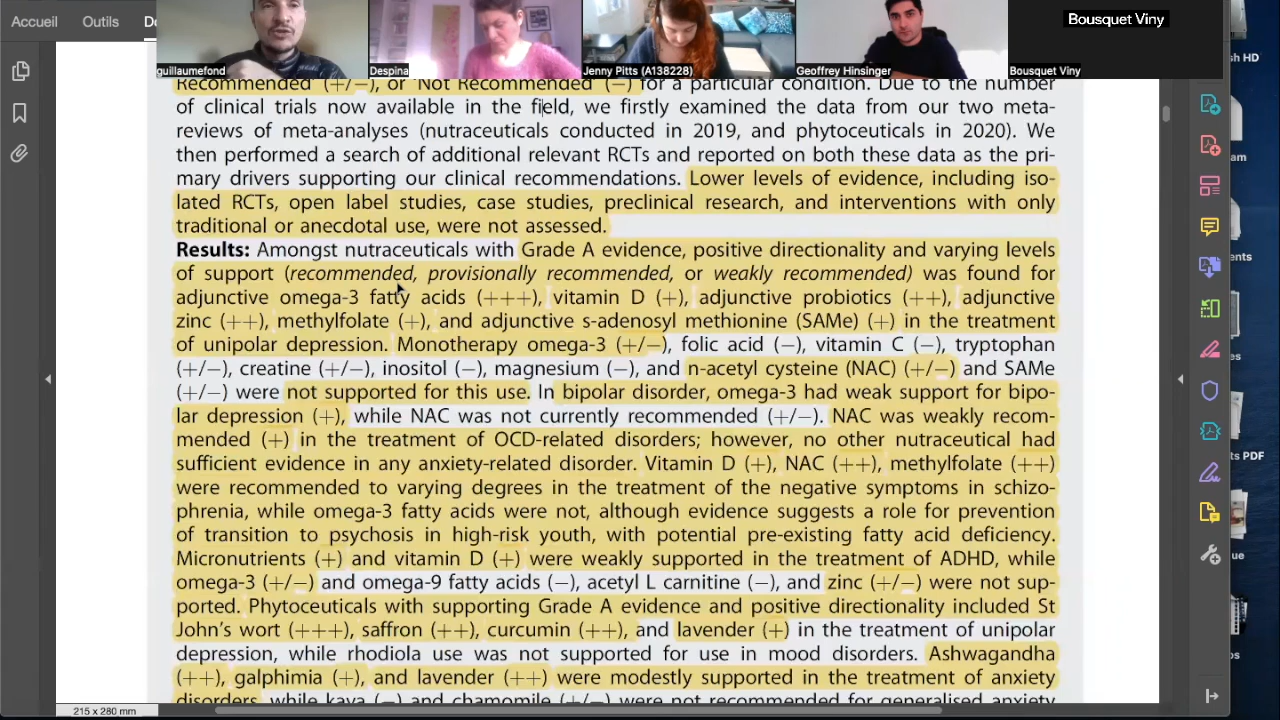 Accueil Outils
guillaumefond
Despina
Jenny Pitts (A138228)
Geoffrey Hinsinger
Bousquet Viny
Bousquet Viny
Recommended' (+/−), or 'Not Recommended' (−) for a particular condition. Due to the number
of clinical trials now available in the field, we firstly examined the data from our two meta-
reviews of meta-analyses (nutraceuticals conducted in 2019, and phytoceuticals in 2020). We
then performed a search of additional relevant RCTs and reported on both these data as the pri-
mary drivers supporting our clinical recommendations. Lower levels of evidence, including iso-
lated RCTs, open label studies, case studies, preclinical research, and interventions with only
traditional or anecdotal use, were not assessed.
Results: Amongst nutraceuticals with Grade A evidence, positive directionality and varying levels
of support (recommended, provisionally recommended, or weakly recommended) was found for
adjunctive omega-3 fatty acids (+++), vitamin D (+), adjunctive probiotics (++), adjunctive
zinc (++), methylfolate (+), and adjunctive s-adenosyl methionine (SAMe) (+) in the treatment
of unipolar depression. Monotherapy omega-3 (+/−), folic acid (−), vitamin C (−), tryptophan
(+/−), creatine (+/−), inositol (−), magnesium (−), and n-acetyl cysteine (NAC) (+/−) and SAMe
(+/−) were not supported for this use. In bipolar disorder, omega-3 had weak support for bipo-
lar depression (+), while NAC was not currently recommended (+/−). NAC was weakly recom-
mended (+) in the treatment of OCD-related disorders; however, no other nutraceutical had
sufficient evidence in any anxiety-related disorder. Vitamin D (+), NAC (++), methylfolate (++)
were recommended to varying degrees in the treatment of the negative symptoms in schizo-
phrenia, while omega-3 fatty acids were not, although evidence suggests a role for prevention
of transition to psychosis in high-risk youth, with potential pre-existing fatty acid deficiency.
Micronutrients (+) and vitamin D (+) were weakly supported in the treatment of ADHD, while
omega-3 (+/−) and omega-9 fatty acids (−), acetyl L carnitine (−), and zinc (+/−) were not sup-
ported. Phytoceuticals with supporting Grade A evidence and positive directionality included St
John's wort (+++), saffron (++), curcumin (++), and lavender (+) in the treatment of unipolar
depression, while rhodiola use was not supported for use in mood disorders. Ashwagandha
(++), galphimia (+), and lavender (++) were modestly supported in the treatment of anxiety
disorders, while kava (−) and chamomile (+/−) were not recommended for generalised anxiety
215 x 280 mm